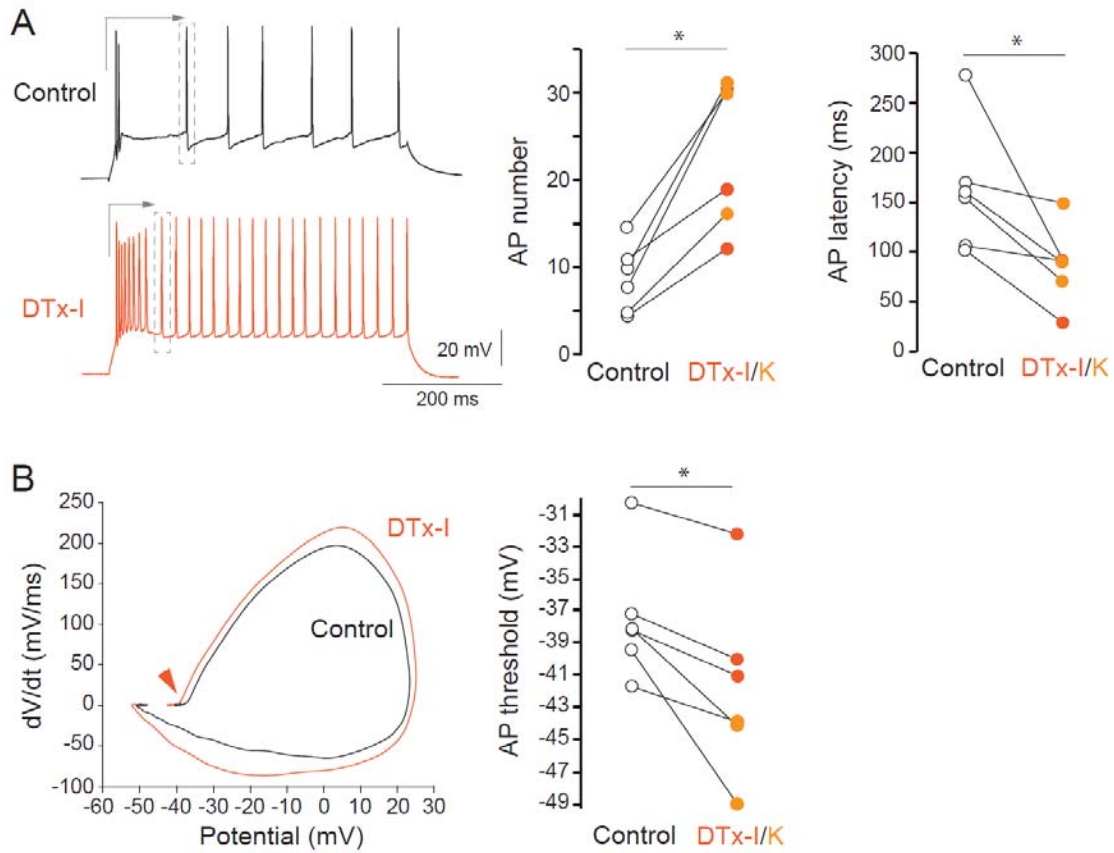 A
Control
DTx-I
20 mV
200 ms
*
AP number
30
20
10
0
Control DTx-I/K
*
AP latency (ms)
300
250
200
150
100
50
0
Control DTx-I/K
B
dV/dt (mV/ms)
250
200
150
100
50
0
-50
-100
-60 -50 -40 -30 -20 -10 0 10 20 30
Potential (mV)
DTx-I
Control
*
AP threshold (mV)
-31
-33
-35
-37
-39
-41
-43
-45
-47
-49
Control DTx-I/K